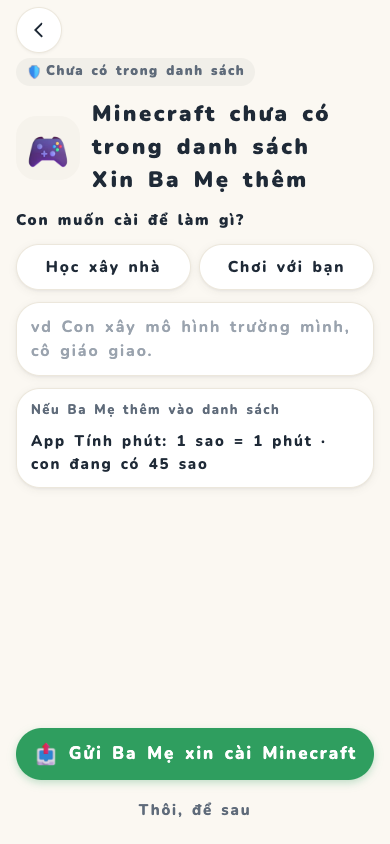 Chưa có trong danh sách
Minecraft chưa có
trong danh sách
Xin Ba Mẹ thêm
Con muốn cài để làm gì?
Học xây nhà
Chơi với bạn
vd Con xây mô hình trường mình,
cô giáo giao.
Nếu Ba Mẹ thêm vào danh sách
App Tính phút: 1 sao = 1 phút ·
con đang có 45 sao
Gửi Ba Mẹ xin cài Minecraft
Thôi, để sau